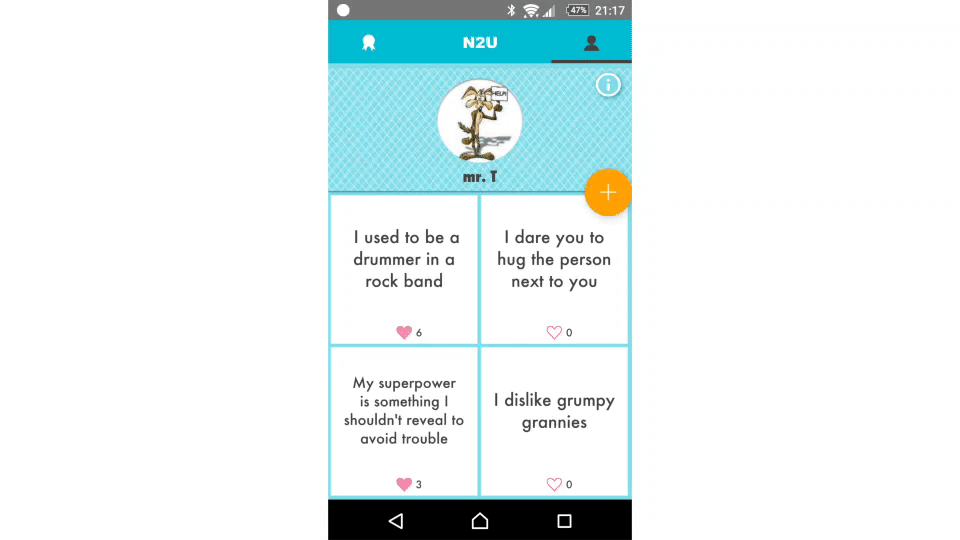 47% 21:17
N2U
HELP!
mr. T
I used to be a
drummer in a
rock band
6
I dare you to
hug the person
next to you
0
My superpower
is something I
shouldn't reveal to
avoid trouble
3
I dislike grumpy
grannies
0